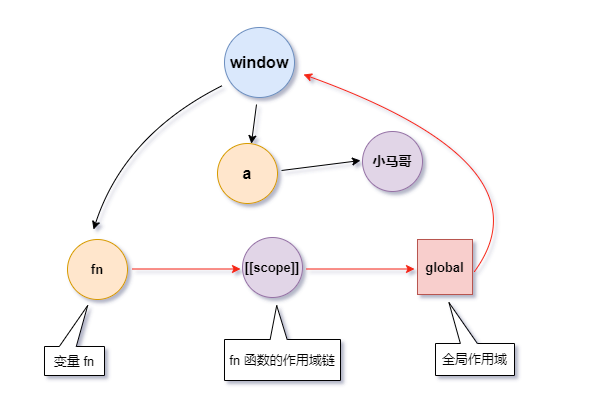 window
a
小马哥
fn
[[scope]]
global
变量 fn
fn 函数的作用域链
全局作用域